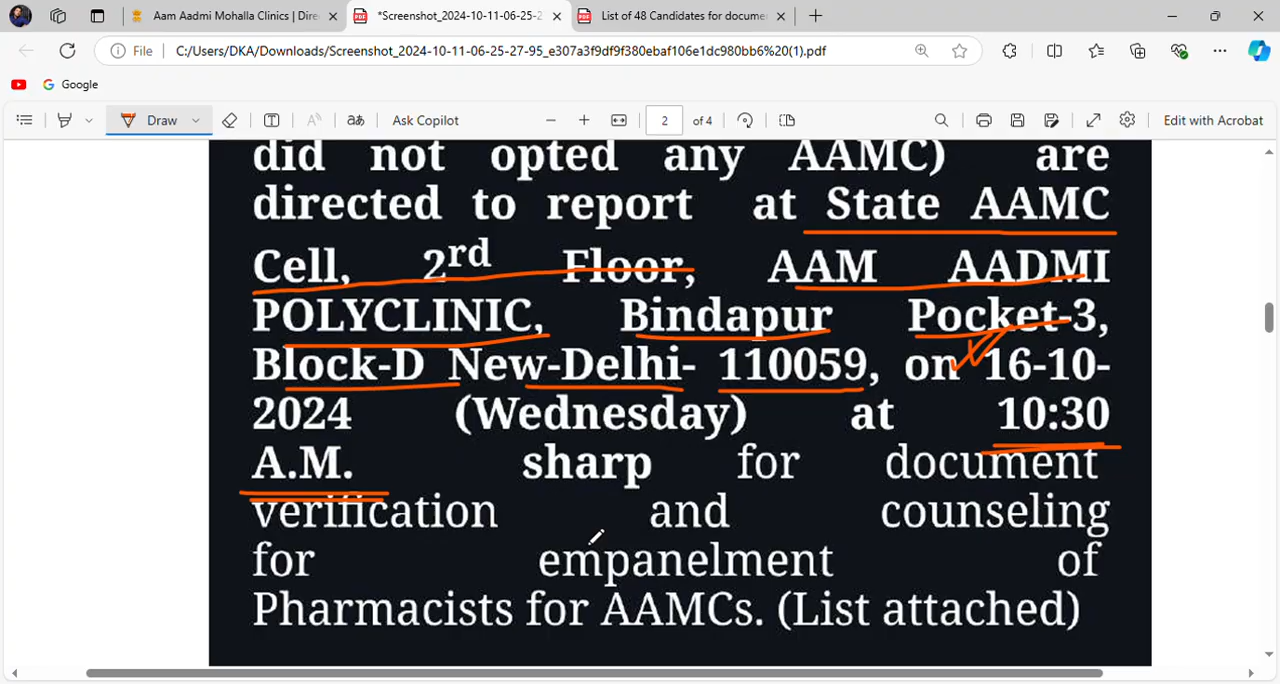 Aam Aadmi Mohalla Clinics | Dire
*Screenshot_2024-10-11-06-25-2
List of 48 Candidates for docume
File
C:/Users/DKA/Downloads/Screenshot_2024-10-11-06-25-27-95_e307a3f9df9f380ebaf106e1dc980bb6%20(1).pdf
Google
Draw
Ask Copilot
2 of 4
Edit with Acrobat
did not opted any AAMC) are
directed to report at State AAMC
Cell, 2rd Floor, AAM AADMI
POLYCLINIC, Bindapur Pocket-3,
Block-D New-Delhi- 110059, on 16-10-
2024 (Wednesday) at 10:30
A.M. sharp for document
verification and counseling
for empanelment of
Pharmacists for AAMCs. (List attached)